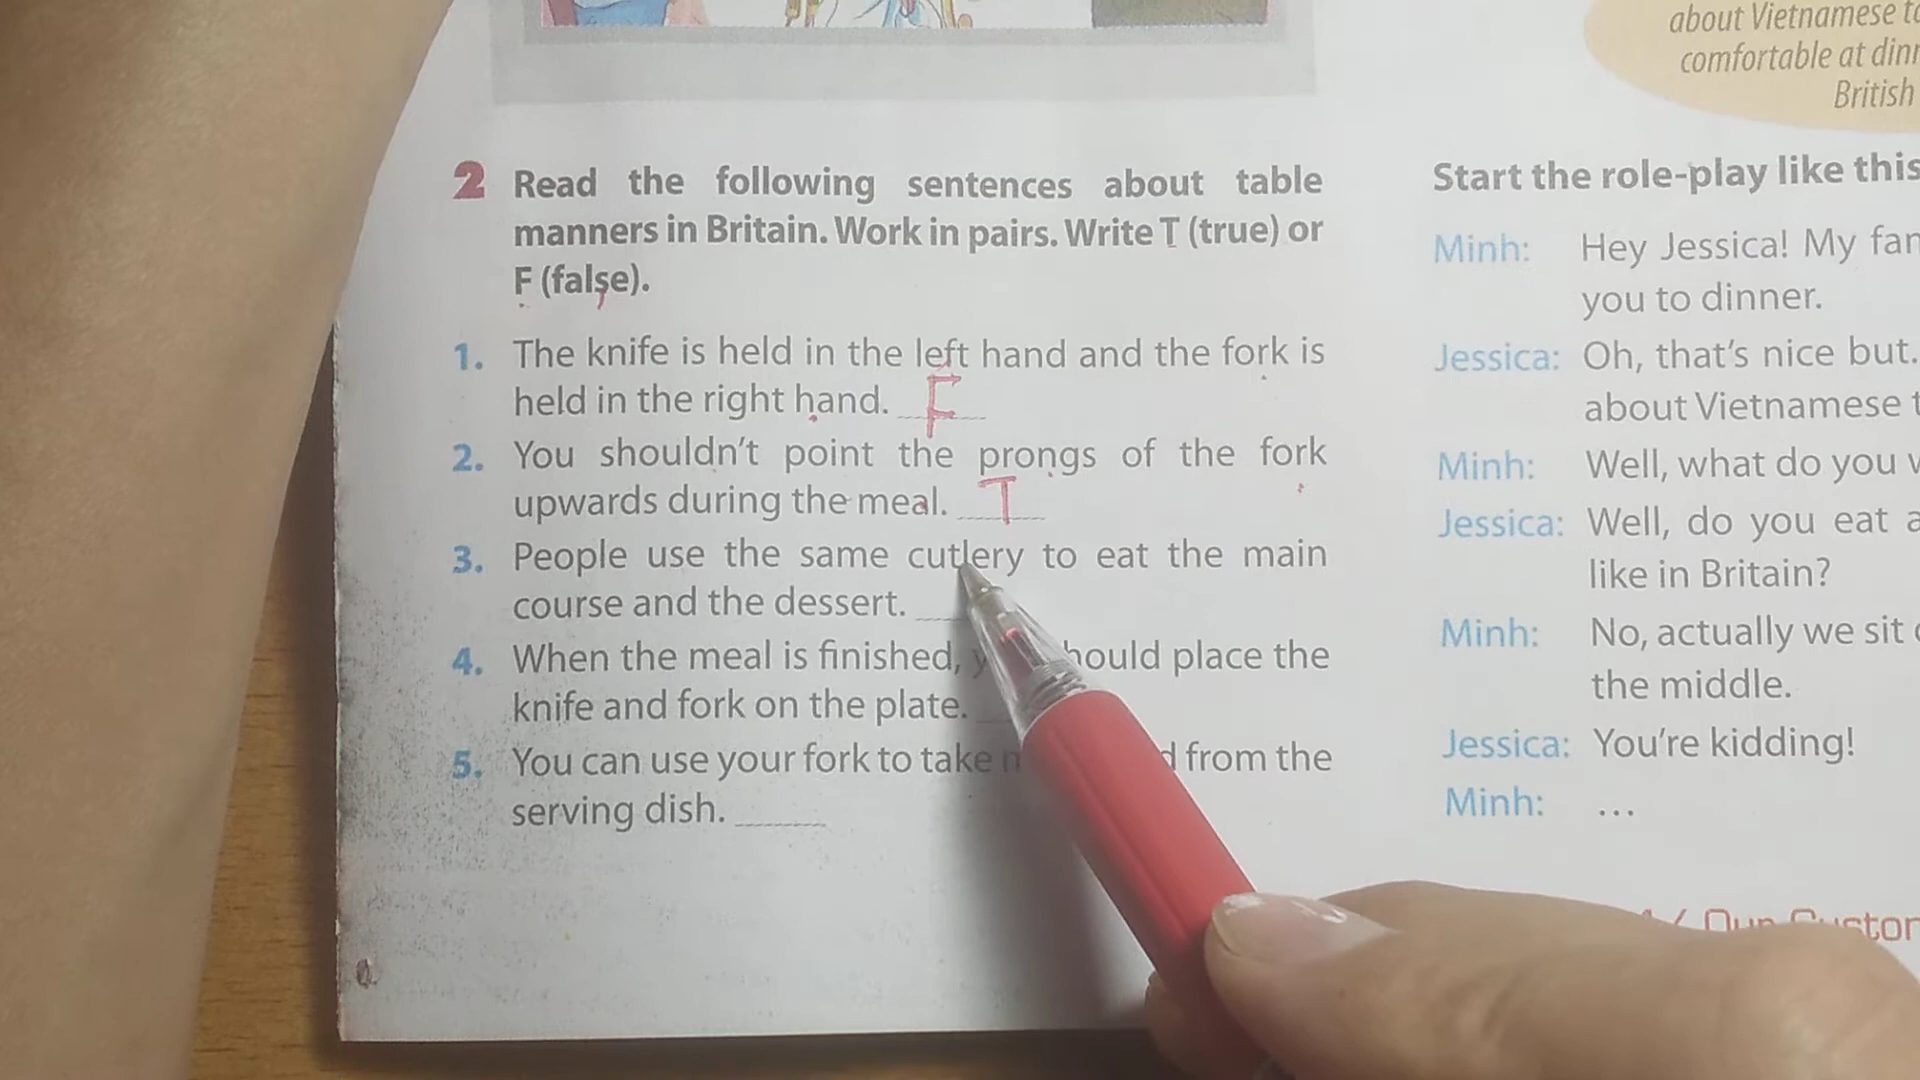 about Vietnamese
comfortable at
British
2 Read the following sentences about table
manners in Britain. Work in pairs. Write T (true) or
F (false).
1. The knife is held in the left hand and the fork is
held in the right hand. F
2. You shouldn't point the prongs of the fork
upwards during the meal. T
3. People use the same cutlery to eat the main
course and the dessert.
4. When the meal is finished, should place the
knife and fork on the plate.
5. You can use your fork to take from the
serving dish.
Start the role-play like this
Minh: Hey Jessica! My
you to dinner.
Jessica: Oh, that's nice but.
about Vietnamese
Minh: Well, what do you
Jessica: Well, do you eat
like in Britain?
Minh: No, actually we sit
the middle.
Jessica: You're kidding!
Minh: ...
Our